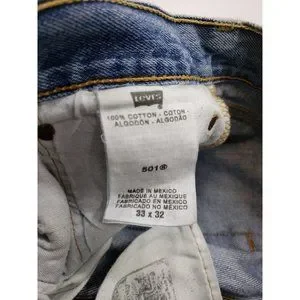 Levi's
100% COTTON - COTON -
ALGODÓN - ALGODÃO
501®
MADE IN MEXICO
FABRIQUE AU MEXIQUE
FABRICADO EN MEXICO
FABRICADO NO MÉXICO
33 x 32